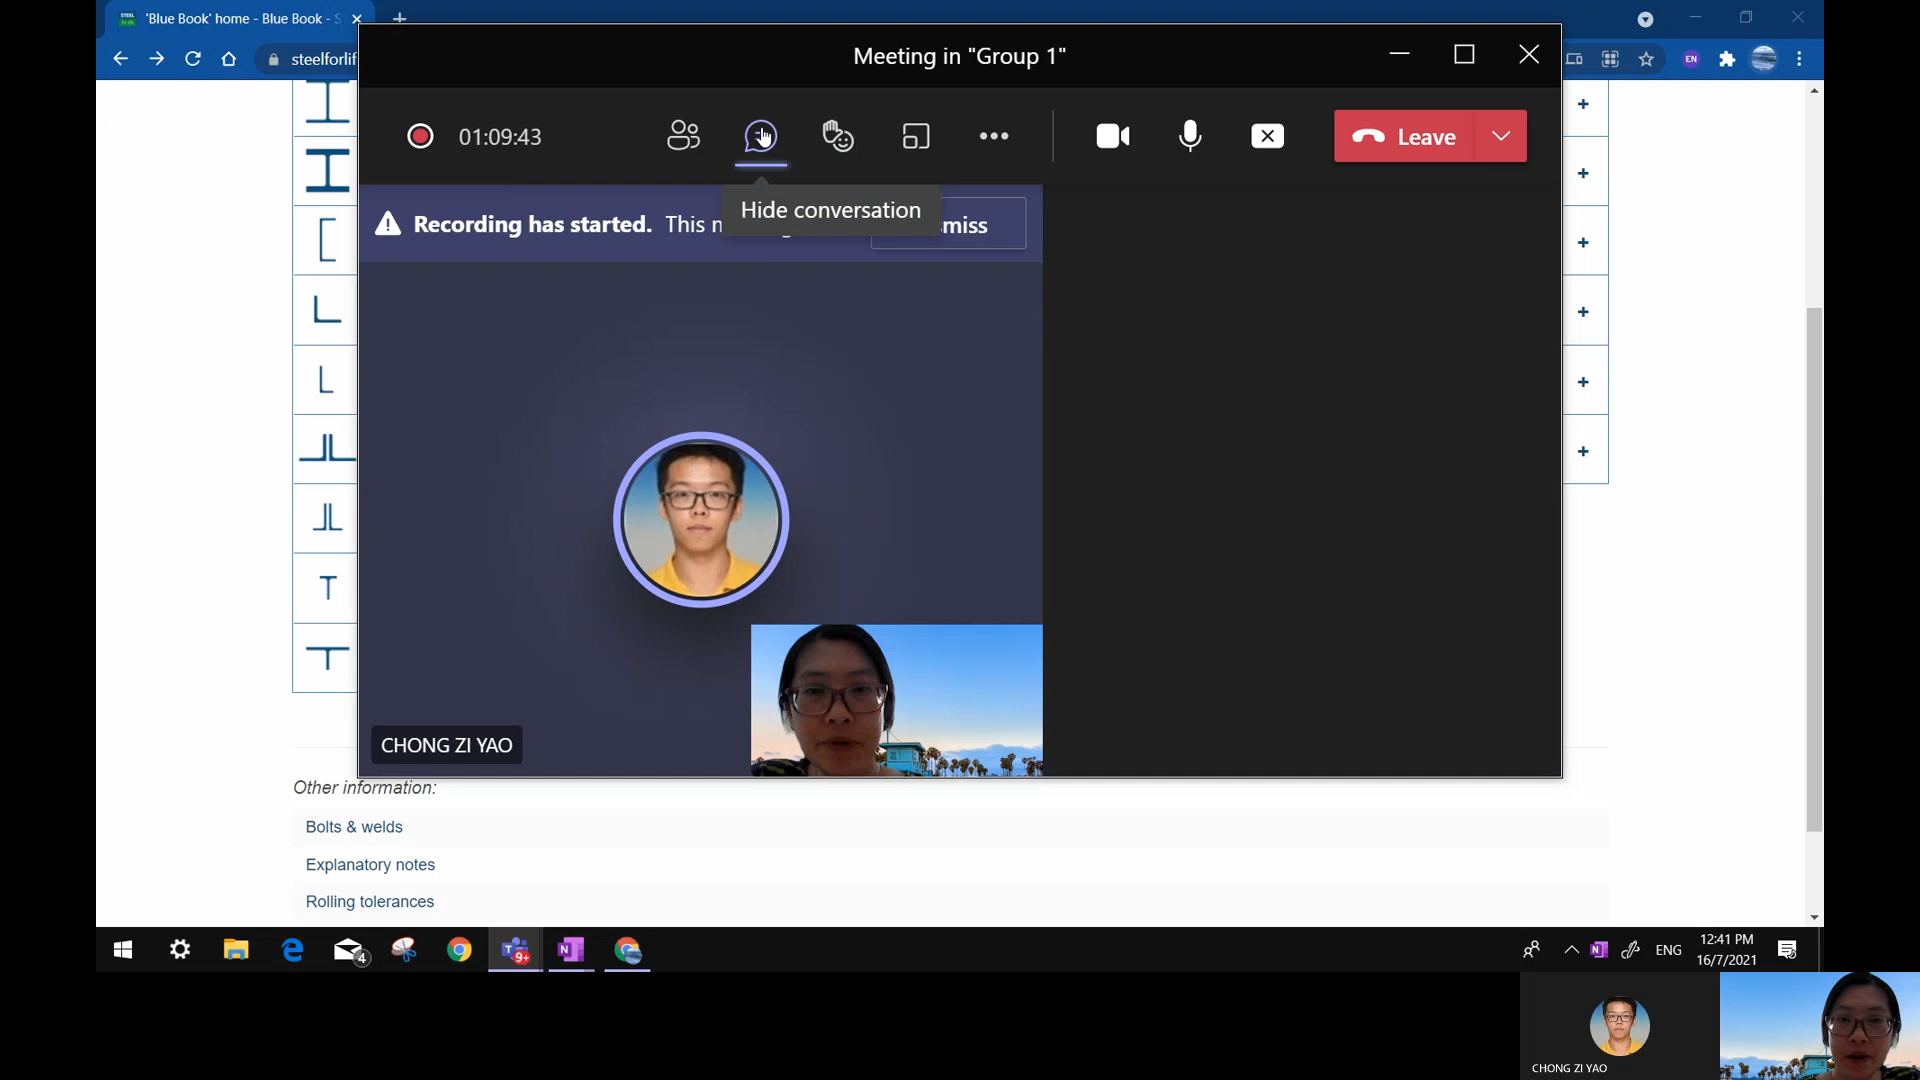 'Blue Book' home - Blue Book - S
steelforlif
EN
Meeting in "Group 1"
01:09:43
Leave
Hide conversation
Recording has started. This m
miss
CHONG ZI YAO
Other information:
Bolts & welds
Explanatory notes
Rolling tolerances
4
9+
ENG
12:41 PM
16/7/2021
CHONG ZI YAO